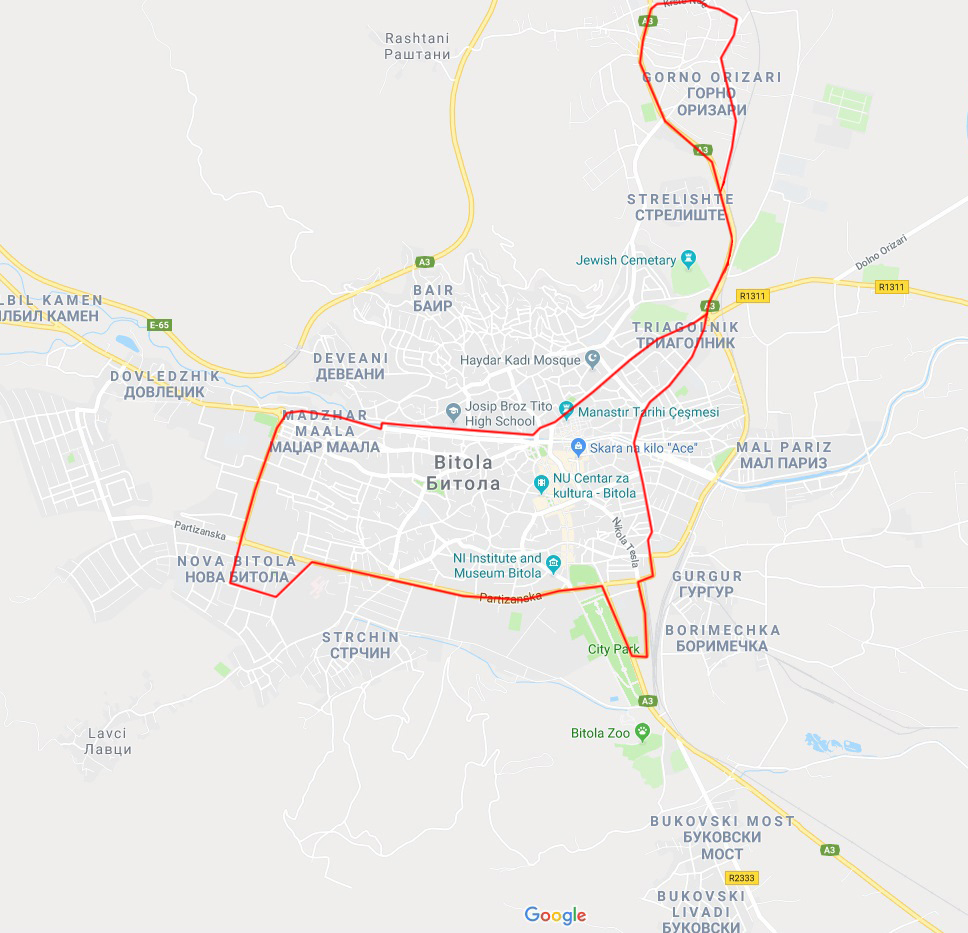 Rashtani
Раштани
A3
GORNO ORIZARI
ГОРНО
ОРИЗАРИ
A3
STRELISHTE
СТРЕЛИШТЕ
Dolno Orizari
Jewish Cemetary
A3
BAIR
БАИР
R1311
R1311
A3
LBIL KAMEN
ЛБИЛ КАМЕН
E-65
TRIAGOLNIK
ТРИАГОЛНИК
DEVEANI
ДЕВЕАНИ
Haydar Kadı Mosque
DOVLEDZHIK
ДОВЛЕЏИК
Josip Broz Tito
High School
Manastır Tarihi Çeşmesi
MADZHAR
MAALA
МАЏАР МААЛА
Skara na kilo "Ace"
MAL PARIZ
МАЛ ПАРИЗ
Bitola
Битола
NU Centar za
kultura - Bitola
Partizanska
Nikola Tesla
NOVA BITOLA
НОВА БИТОЛА
NI Institute and
Museum Bitola
GURGUR
ГУРГУР
Partizanska
STRCHIN
СТРЧИН
BORIMECHKA
БОРИМЕЧКА
City Park
A3
Lavci
Лавци
Bitola Zoo
BUKOVSKI MOST
БУКОВСКИ
МОСТ
A3
R2333
BUKOVSKI
LIVADI
БУКОВСКИ
Google